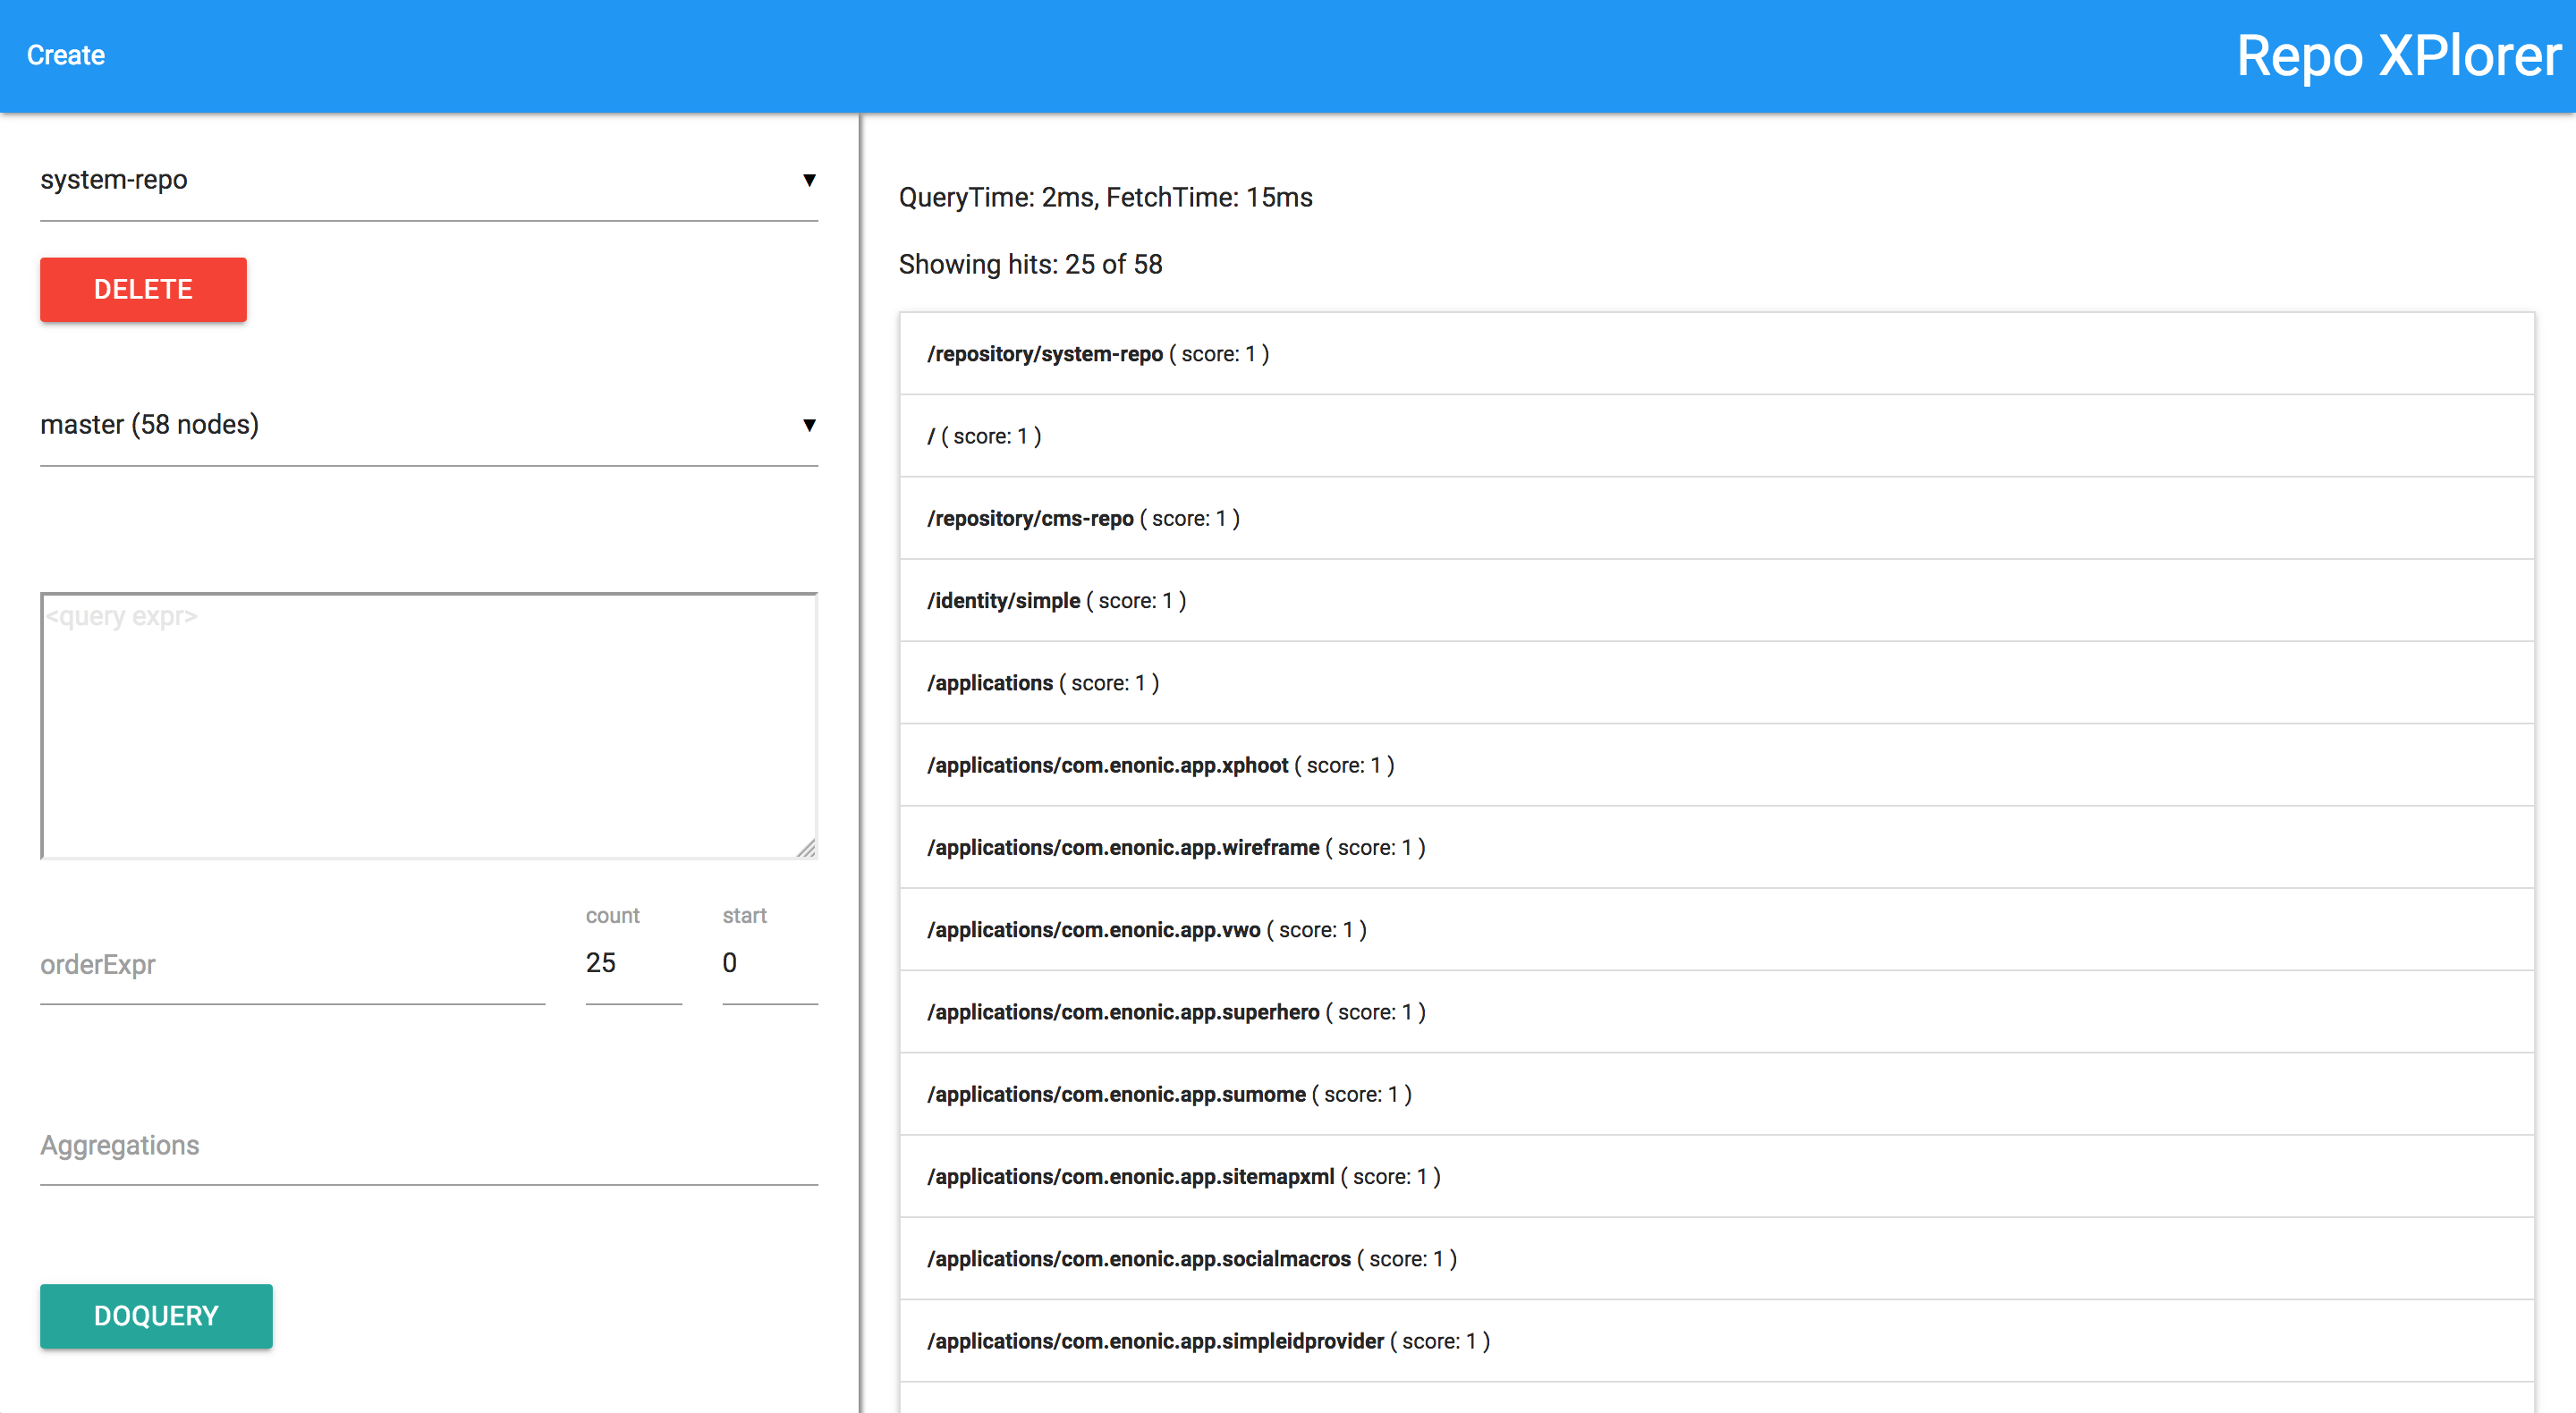 Create
Repo XPlorer
system-repo
DELETE
master (58 nodes)
<query expr>
orderExpr
count
25
start
0
Aggregations
DOQUERY
QueryTime: 2ms, FetchTime: 15ms
Showing hits: 25 of 58
/repository/system-repo ( score: 1 )
/ ( score: 1 )
/repository/cms-repo ( score: 1 )
/identity/simple ( score: 1 )
/applications ( score: 1 )
/applications/com.enonic.app.xphoot ( score: 1 )
/applications/com.enonic.app.wireframe ( score: 1 )
/applications/com.enonic.app.vwo ( score: 1 )
/applications/com.enonic.app.superhero ( score: 1 )
/applications/com.enonic.app.sumome ( score: 1 )
/applications/com.enonic.app.sitemapxml ( score: 1 )
/applications/com.enonic.app.socialmacros ( score: 1 )
/applications/com.enonic.app.simpleidprovider ( score: 1 )